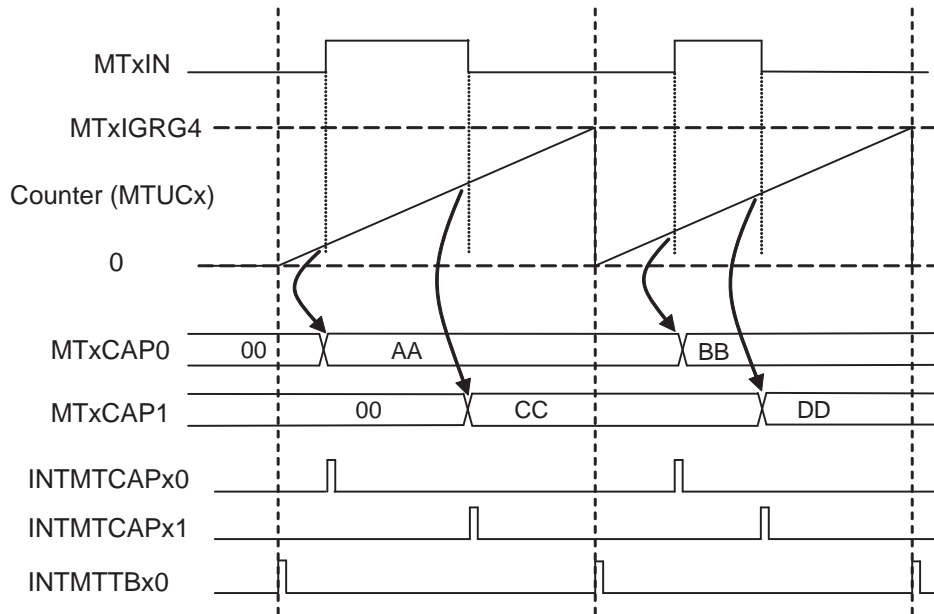 MTxIN
MTxIGRG4
Counter (MTUCx)
0
MTxCAP0 00 AA BB
MTxCAP1 00 CC DD
INTMTCAPx0
INTMTCAPx1
INTMTTBx0